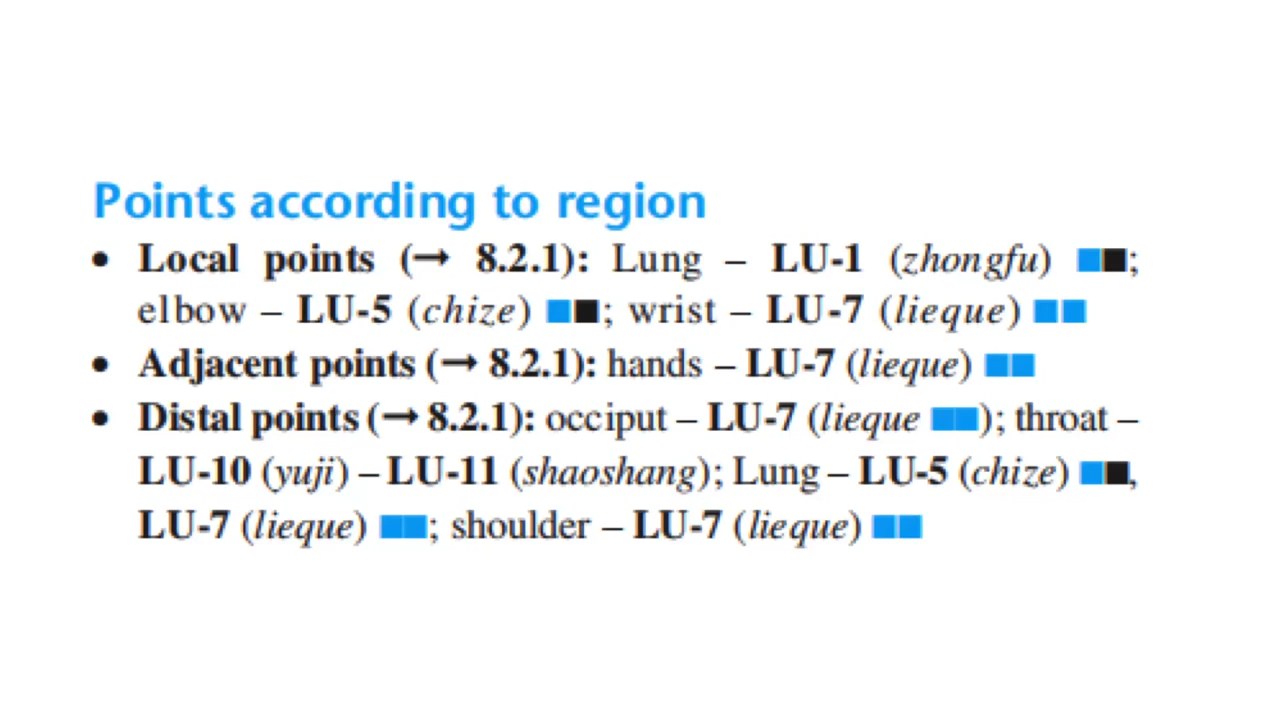 Points according to region
• Local points (→ 8.2.1): Lung – LU-1 (zhongfu) ■■;
elbow – LU-5 (chize) ■■; wrist – LU-7 (lieque) ■■
• Adjacent points (→ 8.2.1): hands – LU-7 (lieque) ■■
• Distal points (→ 8.2.1): occiput – LU-7 (lieque ■■); throat –
LU-10 (yuji) – LU-11 (shaoshang); Lung – LU-5 (chize) ■■,
LU-7 (lieque) ■■; shoulder – LU-7 (lieque) ■■